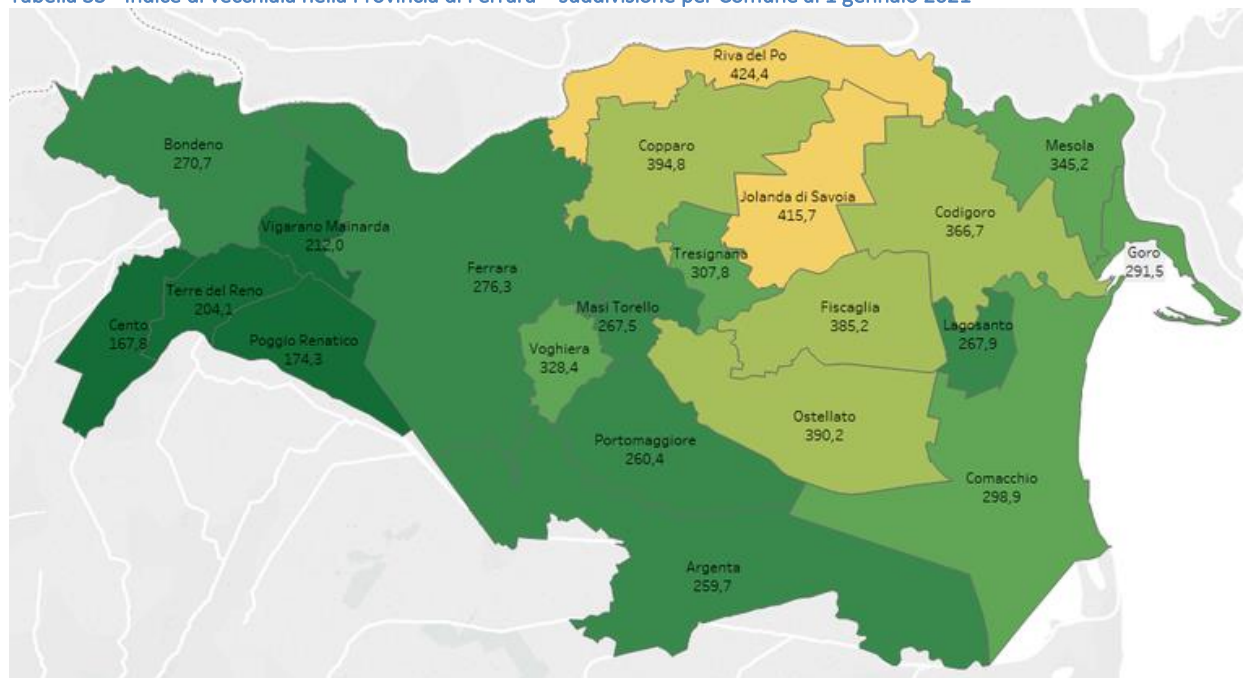 Tabella 35 - Indice di vecchiaia nella Provincia di Ferrara - suddivisione per Comune al 1 gennaio 2021
Riva del Po
424,4
Bondeno
270,7
Copparo
394,8
Mesola
345,2
Jolanda di Savoia
415,7
Codigoro
366,7
Vigarano Mainarda
212,0
Tresignana
307,8
Goro
291,5
Ferrara
276,3
Terre del Reno
204,1
Masi Torello
267,5
Fiscaglia
385,2
Cento
167,8
Lagosanto
267,9
Poggio Renatico
174,3
Voghiera
328,4
Ostellato
390,2
Portomaggiore
260,4
Comacchio
298,9
Argenta
259,7